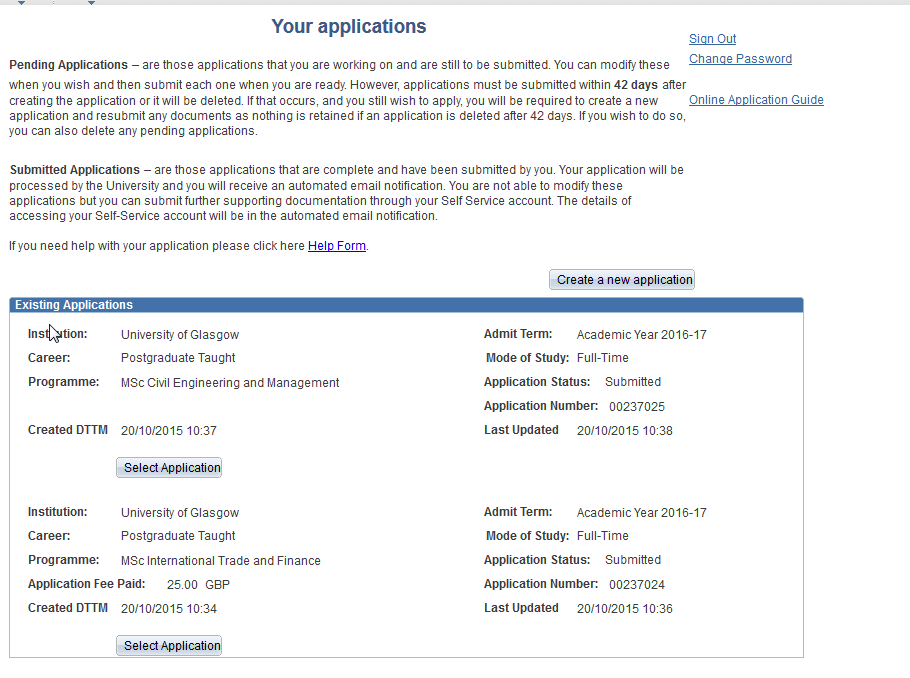 Your applications
Sign Out
Change Password
Online Application Guide
Pending Applications – are those applications that you are working on and are still to be submitted. You can modify these
when you wish and then submit each one when you are ready. However, applications must be submitted within 42 days after
creating the application or it will be deleted. If that occurs, and you still wish to apply, you will be required to create a new
application and resubmit any documents as nothing is retained if an application is deleted after 42 days. If you wish to do so,
you can also delete any pending applications.
Submitted Applications – are those applications that are complete and have been submitted by you. Your application will be
processed by the University and you will receive an automated email notification. You are not able to modify these
applications but you can submit further supporting documentation through your Self Service account. The details of
accessing your Self-Service account will be in the automated email notification.
If you need help with your application please click here Help Form.
Create a new application
Existing Applications
Institution: University of Glasgow Admit Term: Academic Year 2016-17
Career: Postgraduate Taught Mode of Study: Full-Time
Programme: MSc Civil Engineering and Management Application Status: Submitted
Application Number: 00237025
Created DTTM 20/10/2015 10:37 Last Updated 20/10/2015 10:38
Select Application
Institution: University of Glasgow Admit Term: Academic Year 2016-17
Career: Postgraduate Taught Mode of Study: Full-Time
Programme: MSc International Trade and Finance Application Status: Submitted
Application Fee Paid: 25.00 GBP Application Number: 00237024
Created DTTM 20/10/2015 10:34 Last Updated 20/10/2015 10:36
Select Application